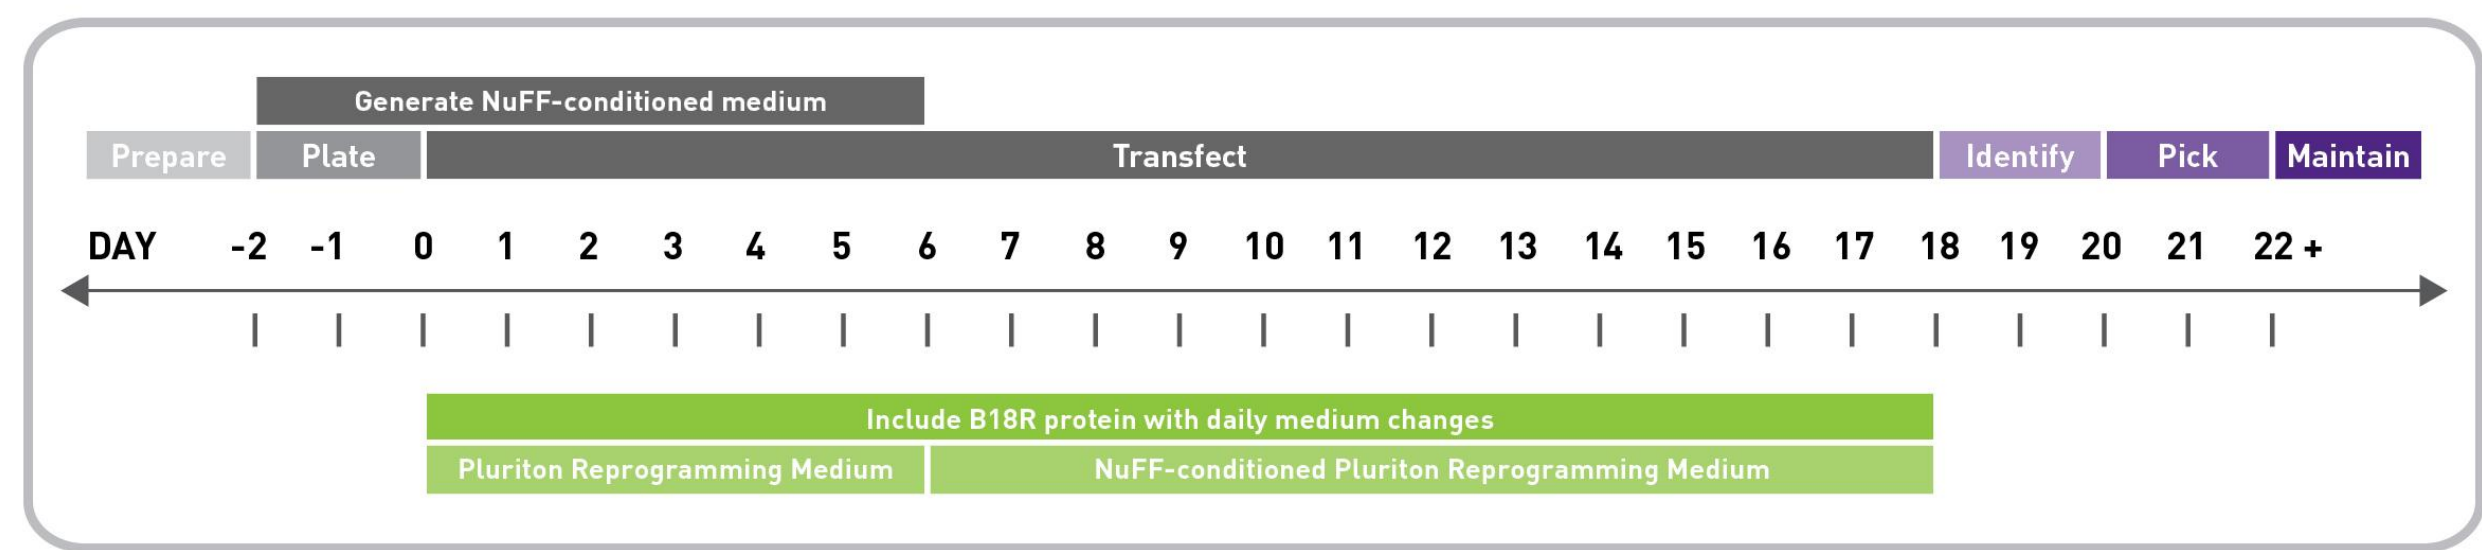 Generate NuFF-conditioned medium
Prepare Plate Transfect Identify Pick Maintain
DAY -2 -1 0 1 2 3 4 5 6 7 8 9 10 11 12 13 14 15 16 17 18 19 20 21 22 +
Include B18R protein with daily medium changes
Pluriton Reprogramming Medium NuFF-conditioned Pluriton Reprogramming Medium